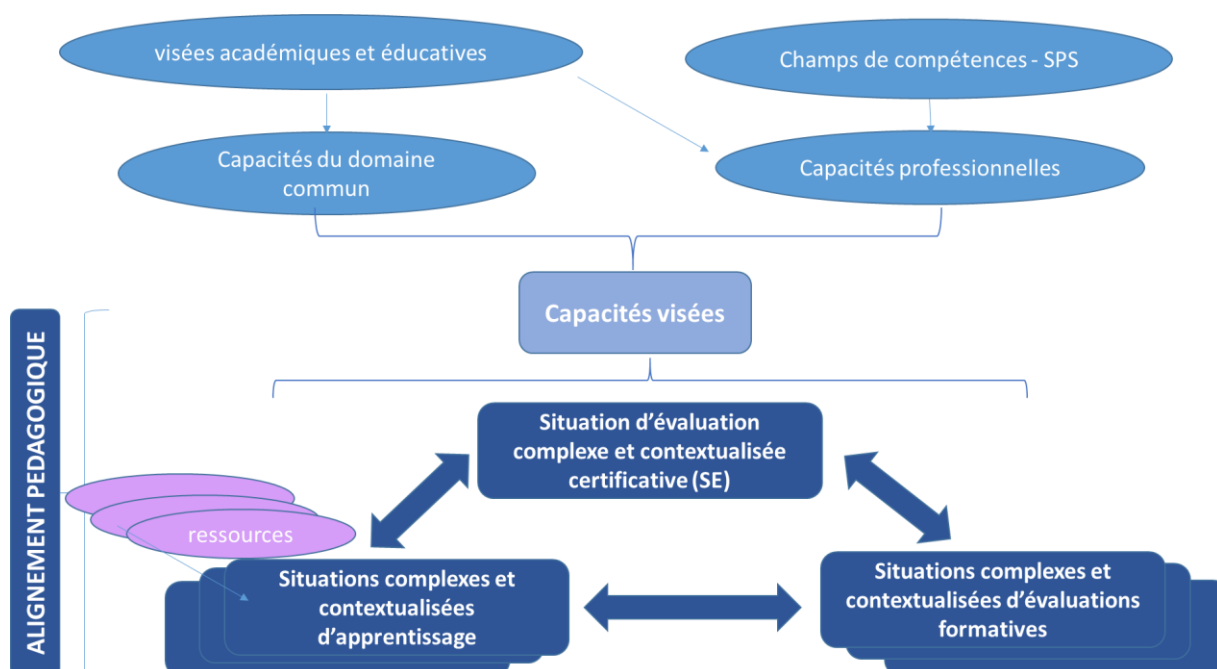 visées académiques et éducatives
Champs de compétences - SPS
Capacités du domaine
commun
Capacités professionnelles
Capacités visées
ALIGNEMENT PEDAGOGIQUE
Situation d'évaluation
complexe et contextualisée
certificative (SE)
ressources
Situations complexes et
contextualisées
d'apprentissage
Situations complexes et
contextualisées d'évaluations
formatives